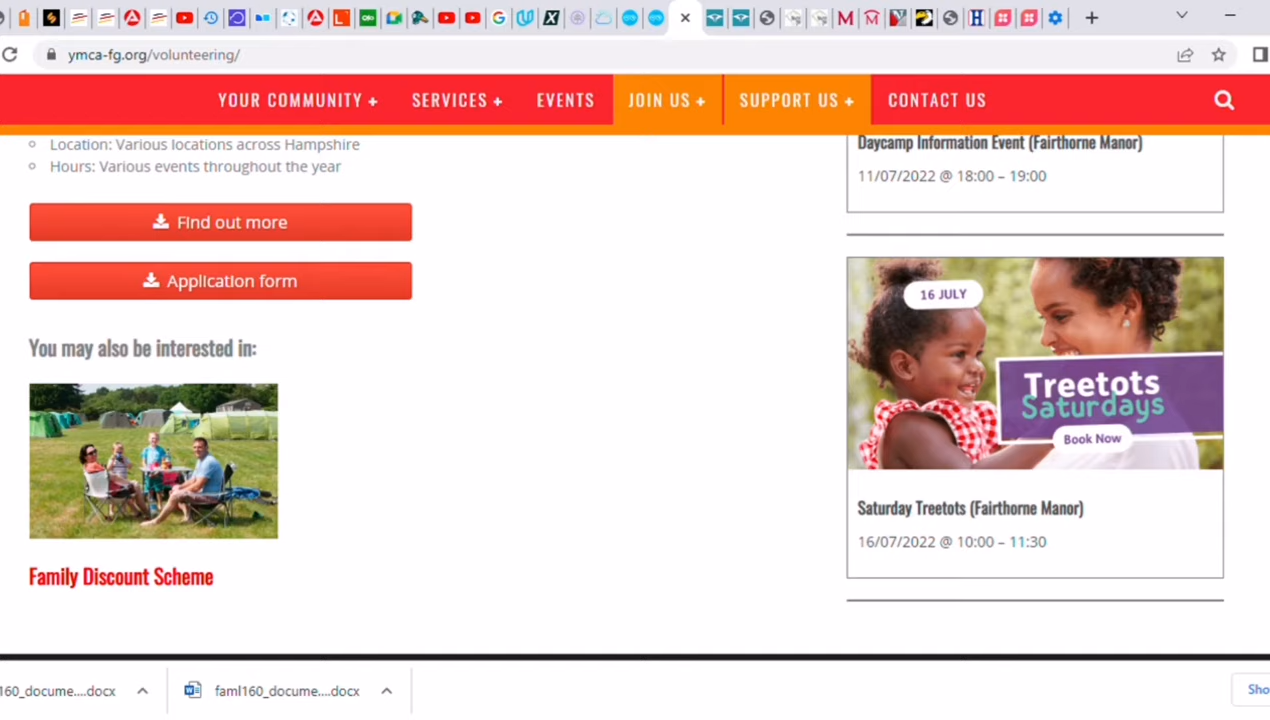 ymca-fg.org/volunteering/
YOUR COMMUNITY +
SERVICES +
EVENTS
JOIN US +
SUPPORT US +
CONTACT US
Location: Various locations across Hampshire
Hours: Various events throughout the year
Find out more
Application form
You may also be interested in:
Family Discount Scheme
Daycamp Information Event (Fairthorne Manor)
11/07/2022 @ 18:00 – 19:00
16 JULY
Treetots
Saturdays
Book Now
Saturday Treetots (Fairthorne Manor)
16/07/2022 @ 10:00 – 11:30
160_docume....docx
faml160_docume....docx
Sho